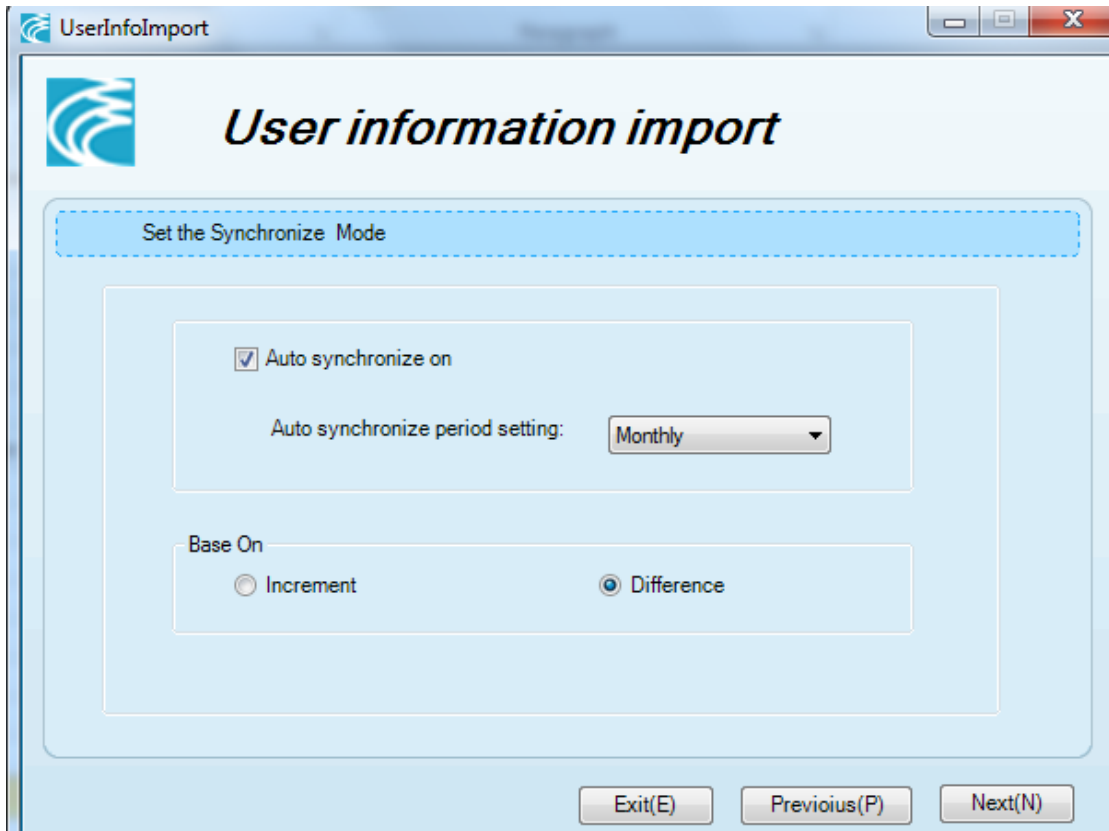 UserInfoImport
User information import
Set the Synchronize Mode
Auto synchronize on
Auto synchronize period setting:
Monthly
Base On
Increment
Difference
Exit(E)
Previoius(P)
Next(N)